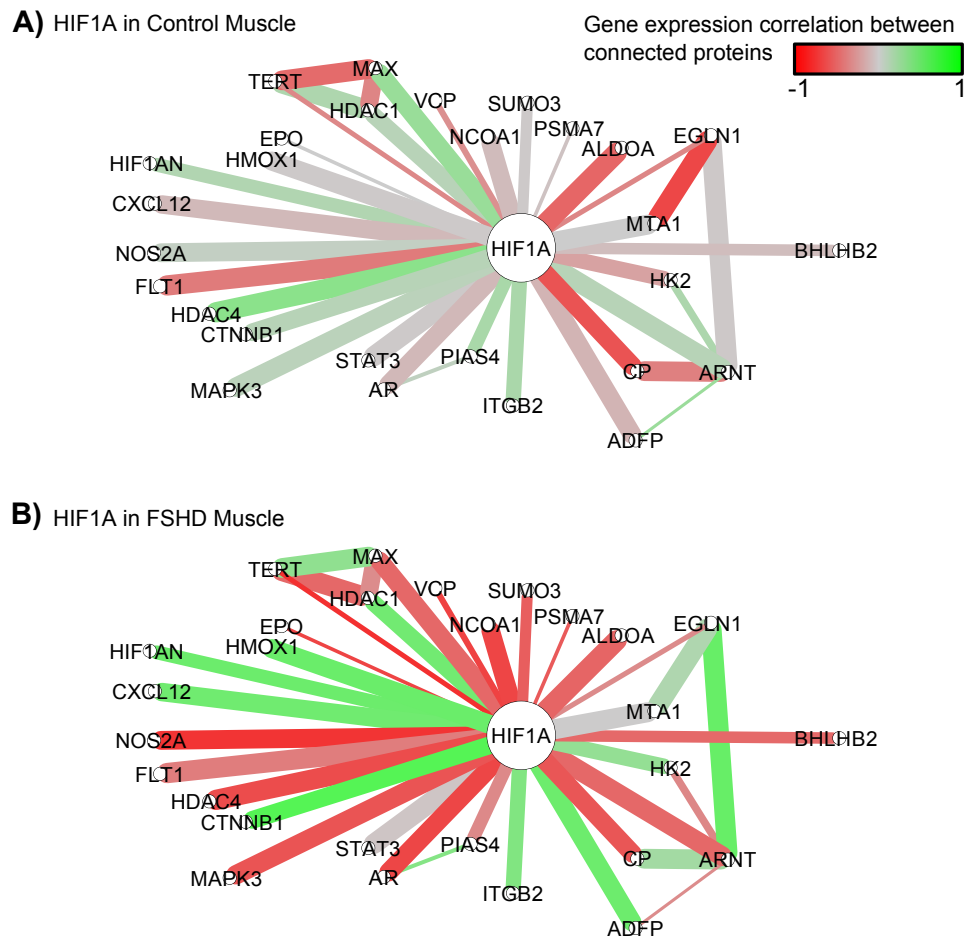 A) HIF1A in Control Muscle
Gene expression correlation between
connected proteins
-1 1
MAX
TERT
HDAC1
VCP
SUMO3
NCOA1
PSMA7
ALDOA
EGLN1
EPO
HMOX1
HIF1AN
CXCL12
MTA1
HIF1A
BHLHB2
NOS2A
FLT1
HK2
HDAC4
CTNNB1
STAT3
PIAS4
AR
MAPK3
ITGB2
CP
ARNT
ADFP
B) HIF1A in FSHD Muscle
MAX
TERT
HDAC1
VCP
SUMO3
NCOA1
PSMA7
ALDOA
EGLN1
EPO
HMOX1
HIF1AN
CXCL12
MTA1
HIF1A
BHLHB2
NOS2A
FLT1
HK2
HDAC4
CTNNB1
STAT3
PIAS4
AR
MAPK3
ITGB2
CP
ARNT
ADFP